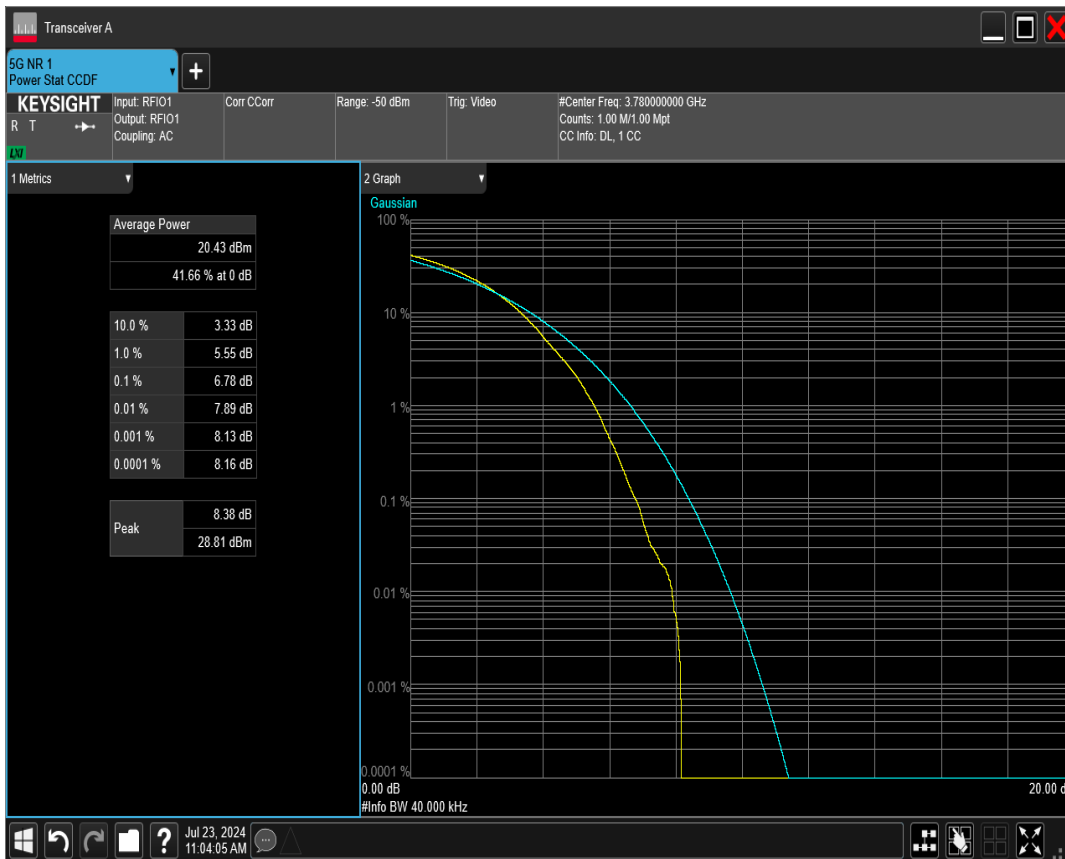 Transceiver A
5G NR 1
Power Stat CCDF
+
KEYSIGHT
R T
LXI
Input: RFIO1
Output: RFIO1
Coupling: AC
Corr CCorr
Range: -50 dBm
Trig: Video
#Center Freq: 3.780000000 GHz
Counts: 1.00 M/1.00 Mpt
CC Info: DL, 1 CC
1 Metrics
Average Power
20.43 dBm
41.66 % at 0 dB
10.0 % 3.33 dB
1.0 % 5.55 dB
0.1 % 6.78 dB
0.01 % 7.89 dB
0.001 % 8.13 dB
0.0001 % 8.16 dB
Peak 8.38 dB
28.81 dBm
2 Graph
Gaussian
100 %
10 %
1 %
0.1 %
0.01 %
0.001 %
0.0001 %
0.00 dB 20.00 d
#Info BW 40.000 kHz
?
Jul 23, 2024
11:04:05 AM